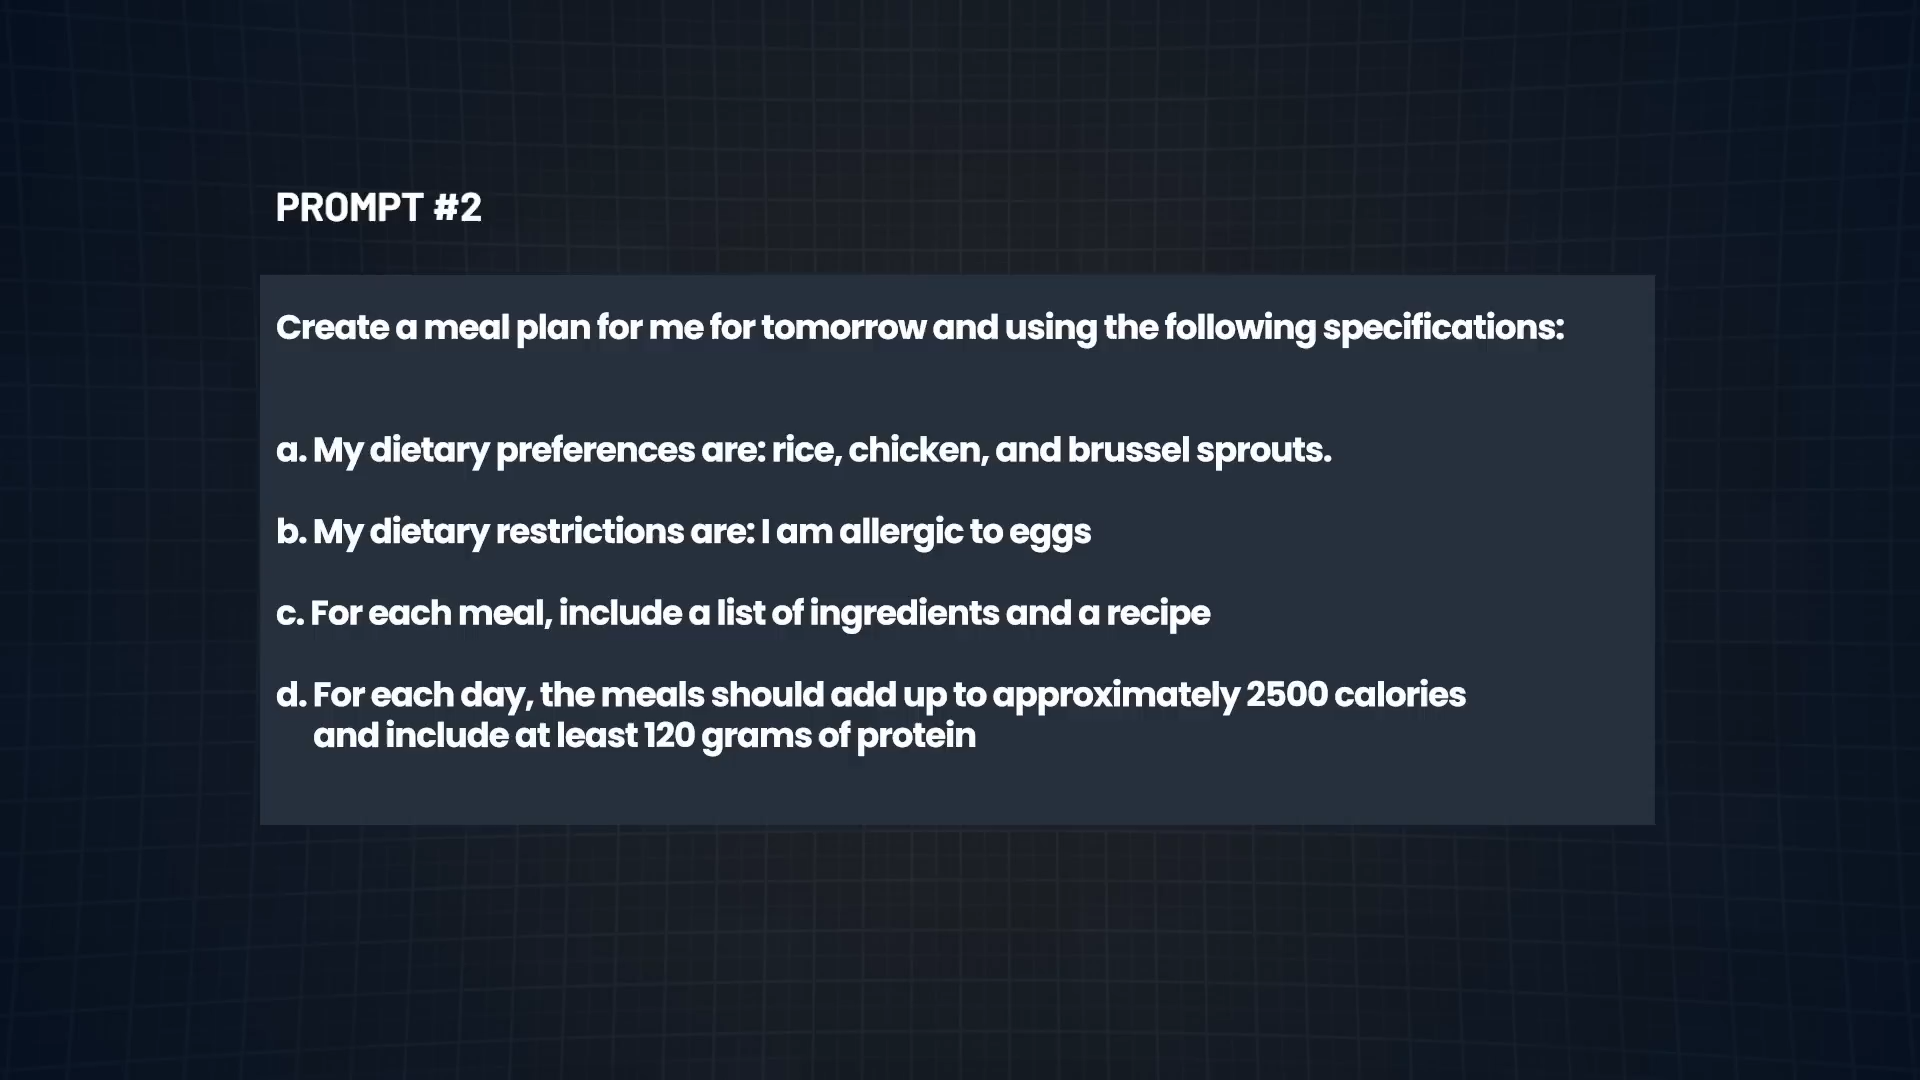 PROMPT #2
Create a meal plan for me for tomorrow and using the following specifications:
a. My dietary preferences are: rice, chicken, and brussel sprouts.
b. My dietary restrictions are: I am allergic to eggs
c. For each meal, include a list of ingredients and a recipe
d. For each day, the meals should add up to approximately 2500 calories
and include at least 120 grams of protein